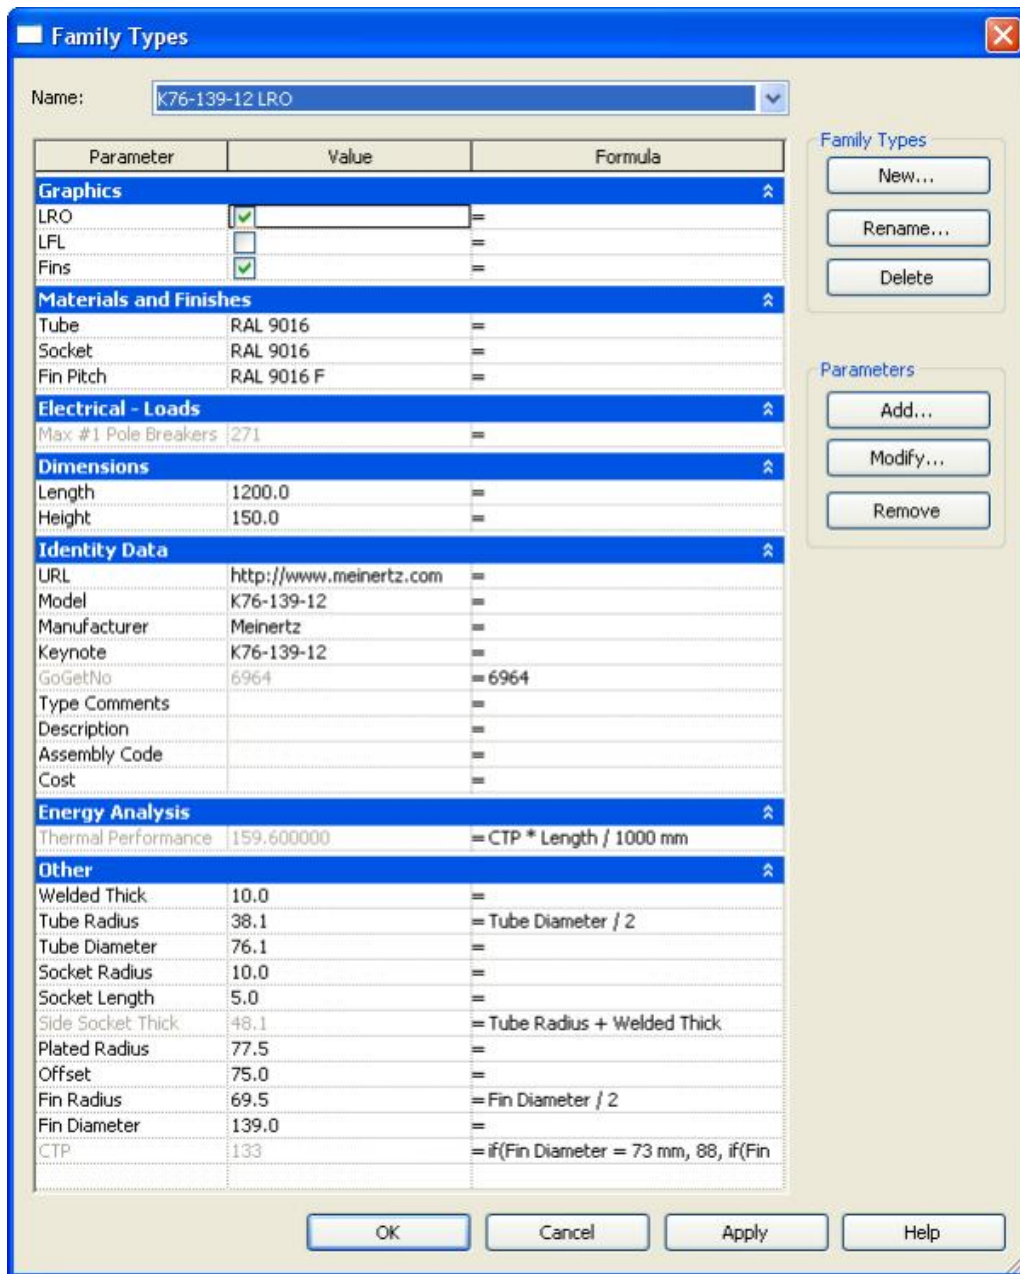 Family Types
Name: K76-139-12 LRO
Parameter Value Formula
Graphics
LRO =
LFL =
Fins =
Materials and Finishes
Tube RAL 9016 =
Socket RAL 9016 =
Fin Pitch RAL 9016 F =
Electrical - Loads
Max #1 Pole Breakers 271 =
Dimensions
Length 1200.0 =
Height 150.0 =
Identity Data
URL http://www.meinertz.com =
Model K76-139-12 =
Manufacturer Meinertz =
Keynote K76-139-12 =
GoGetNo 6964 = 6964
Type Comments =
Description =
Assembly Code =
Cost =
Energy Analysis
Thermal Performance 159.600000 = CTP * Length / 1000 mm
Other
Welded Thick 10.0 =
Tube Radius 38.1 = Tube Diameter / 2
Tube Diameter 76.1 =
Socket Radius 10.0 =
Socket Length 5.0 =
Side Socket Thick 48.1 = Tube Radius + Welded Thick
Plated Radius 77.5 =
Offset 75.0 =
Fin Radius 69.5 = Fin Diameter / 2
Fin Diameter 139.0 =
CTP 133 = if(Fin Diameter = 73 mm, 88, if(Fin
Family Types
New...
Rename...
Delete
Parameters
Add...
Modify...
Remove
OK Cancel Apply Help